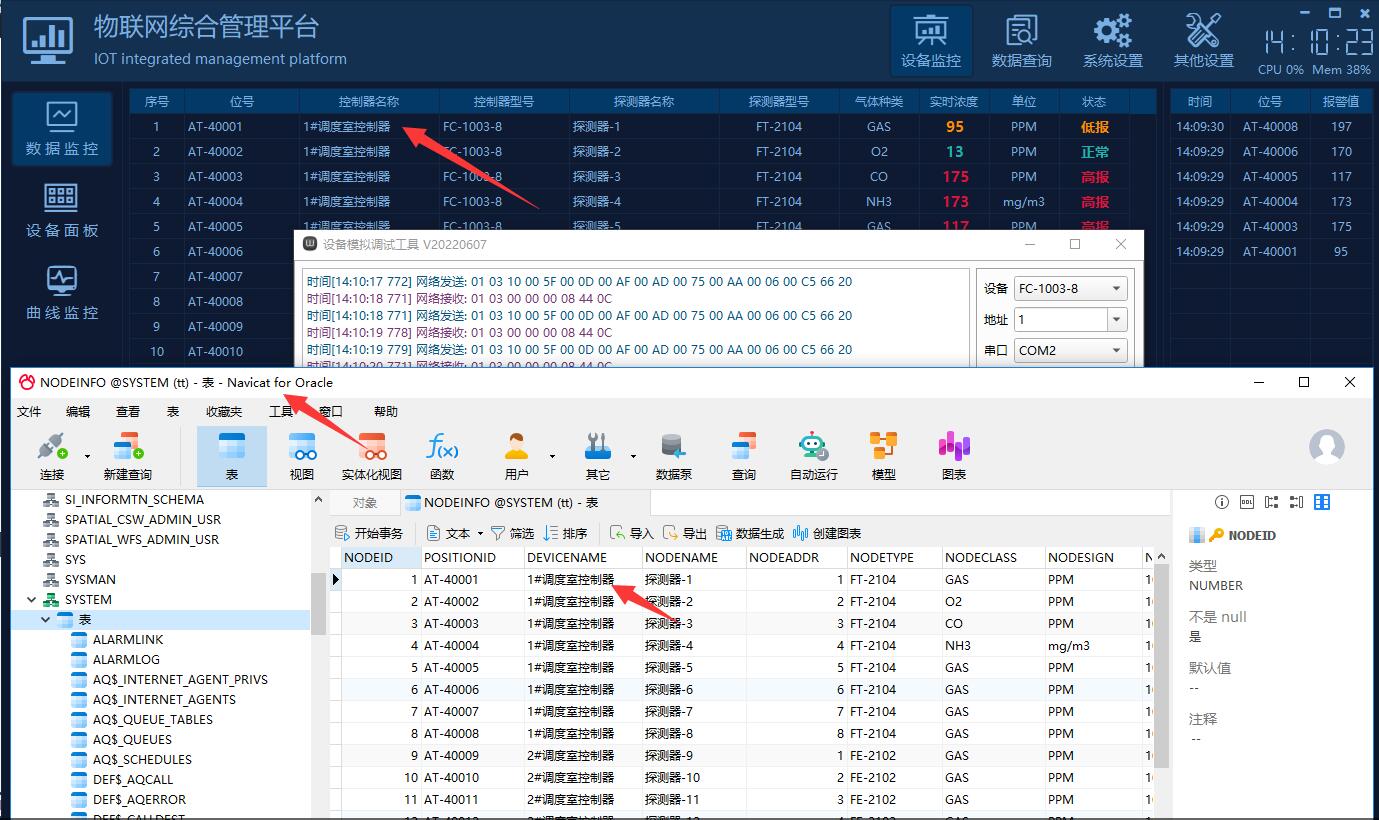 物联网综合管理平台
IOT integrated management platform
设备监控 数据查询 系统设置 其他设置
14:10:23
CPU 0% Mem 38%
数据监控
设备面板
曲线监控
序号 位号 控制器名称 控制器型号 探测器名称 探测器型号 气体种类 实时浓度 单位 状态
1 AT-40001 1#调度室控制器 FC-1003-8 探测器-1 FT-2104 GAS 95 PPM 低报
2 AT-40002 1#调度室控制器 FC-1003-8 探测器-2 FT-2104 O2 13 PPM 正常
3 AT-40003 1#调度室控制器 FC-1003-8 探测器-3 FT-2104 CO 175 PPM 高报
4 AT-40004 1#调度室控制器 FC-1003-8 探测器-4 FT-2104 NH3 173 mg/m3 高报
5 AT-40005 1#调度室控制器 FC-1003-8 探测器-5 FT-2104 GAS 117 PPM 高报
6 AT-40006
7 AT-40007
8 AT-40008
9 AT-40009
10 AT-40010
时间 位号 报警值
14:09:30 AT-40008 197
14:09:29 AT-40006 170
14:09:29 AT-40005 117
14:09:29 AT-40004 173
14:09:29 AT-40003 175
14:09:29 AT-40001 95
设备模拟调试工具 V20220607
时间[14:10:17 772] 网络发送: 01 03 10 00 5F 00 0D 00 AF 00 AD 00 75 00 AA 00 06 00 C5 66 20
时间[14:10:18 771] 网络接收: 01 03 00 00 00 08 44 0C
时间[14:10:18 771] 网络发送: 01 03 10 00 5F 00 0D 00 AF 00 AD 00 75 00 AA 00 06 00 C5 66 20
时间[14:10:19 778] 网络接收: 01 03 00 00 00 08 44 0C
时间[14:10:19 779] 网络发送: 01 03 10 00 5F 00 0D 00 AF 00 AD 00 75 00 AA 00 06 00 C5 66 20
时间[14:10:20 771] 网络接收: 01 03 00 00 00 08 44 0C
设备 FC-1003-8
地址 1
串口 COM2
NODEINFO @SYSTEM (tt) - 表 - Navicat for Oracle
文件 编辑 查看 表 收藏夹 工具 窗口 帮助
连接 新建查询 表 视图 实体化视图 函数 用户 其它 数据泵 查询 自动运行 模型 图表
SI_INFORMTN_SCHEMA
SPATIAL_CSW_ADMIN_USR
SPATIAL_WFS_ADMIN_USR
SYS
SYSMAN
SYSTEM
表
ALARMLINK
ALARMLOG
AQ$_INTERNET_AGENT_PRIVS
AQ$_INTERNET_AGENTS
AQ$_QUEUE_TABLES
AQ$_QUEUES
AQ$_SCHEDULES
DEF$_AQCALL
DEF$_AQERROR
DEF$_CALLDEST
对象 NODEINFO @SYSTEM (tt) - 表
开始事务 文本 筛选 排序 导入 导出 数据生成 创建图表
NODEID POSITIONID DEVICENAME NODENAME NODEADDR NODETYPE NODECLASS NODESIGN N
1 AT-40001 1#调度室控制器 探测器-1 1 FT-2104 GAS PPM
2 AT-40002 1#调度室控制器 探测器-2 2 FT-2104 O2 PPM
3 AT-40003 1#调度室控制器 探测器-3 3 FT-2104 CO PPM
4 AT-40004 1#调度室控制器 探测器-4 4 FT-2104 NH3 mg/m3
5 AT-40005 1#调度室控制器 探测器-5 5 FT-2104 GAS PPM
6 AT-40006 1#调度室控制器 探测器-6 6 FT-2104 GAS PPM
7 AT-40007 1#调度室控制器 探测器-7 7 FT-2104 GAS PPM
8 AT-40008 1#调度室控制器 探测器-8 8 FT-2104 GAS PPM
9 AT-40009 2#调度室控制器 探测器-9 1 FE-2102 GAS PPM
10 AT-40010 2#调度室控制器 探测器-10 2 FE-2102 GAS PPM
11 AT-40011 2#调度室控制器 探测器-11 3 FE-2102 GAS PPM
NODEID
类型
NUMBER
不是 null
是
默认值
--
注释
--